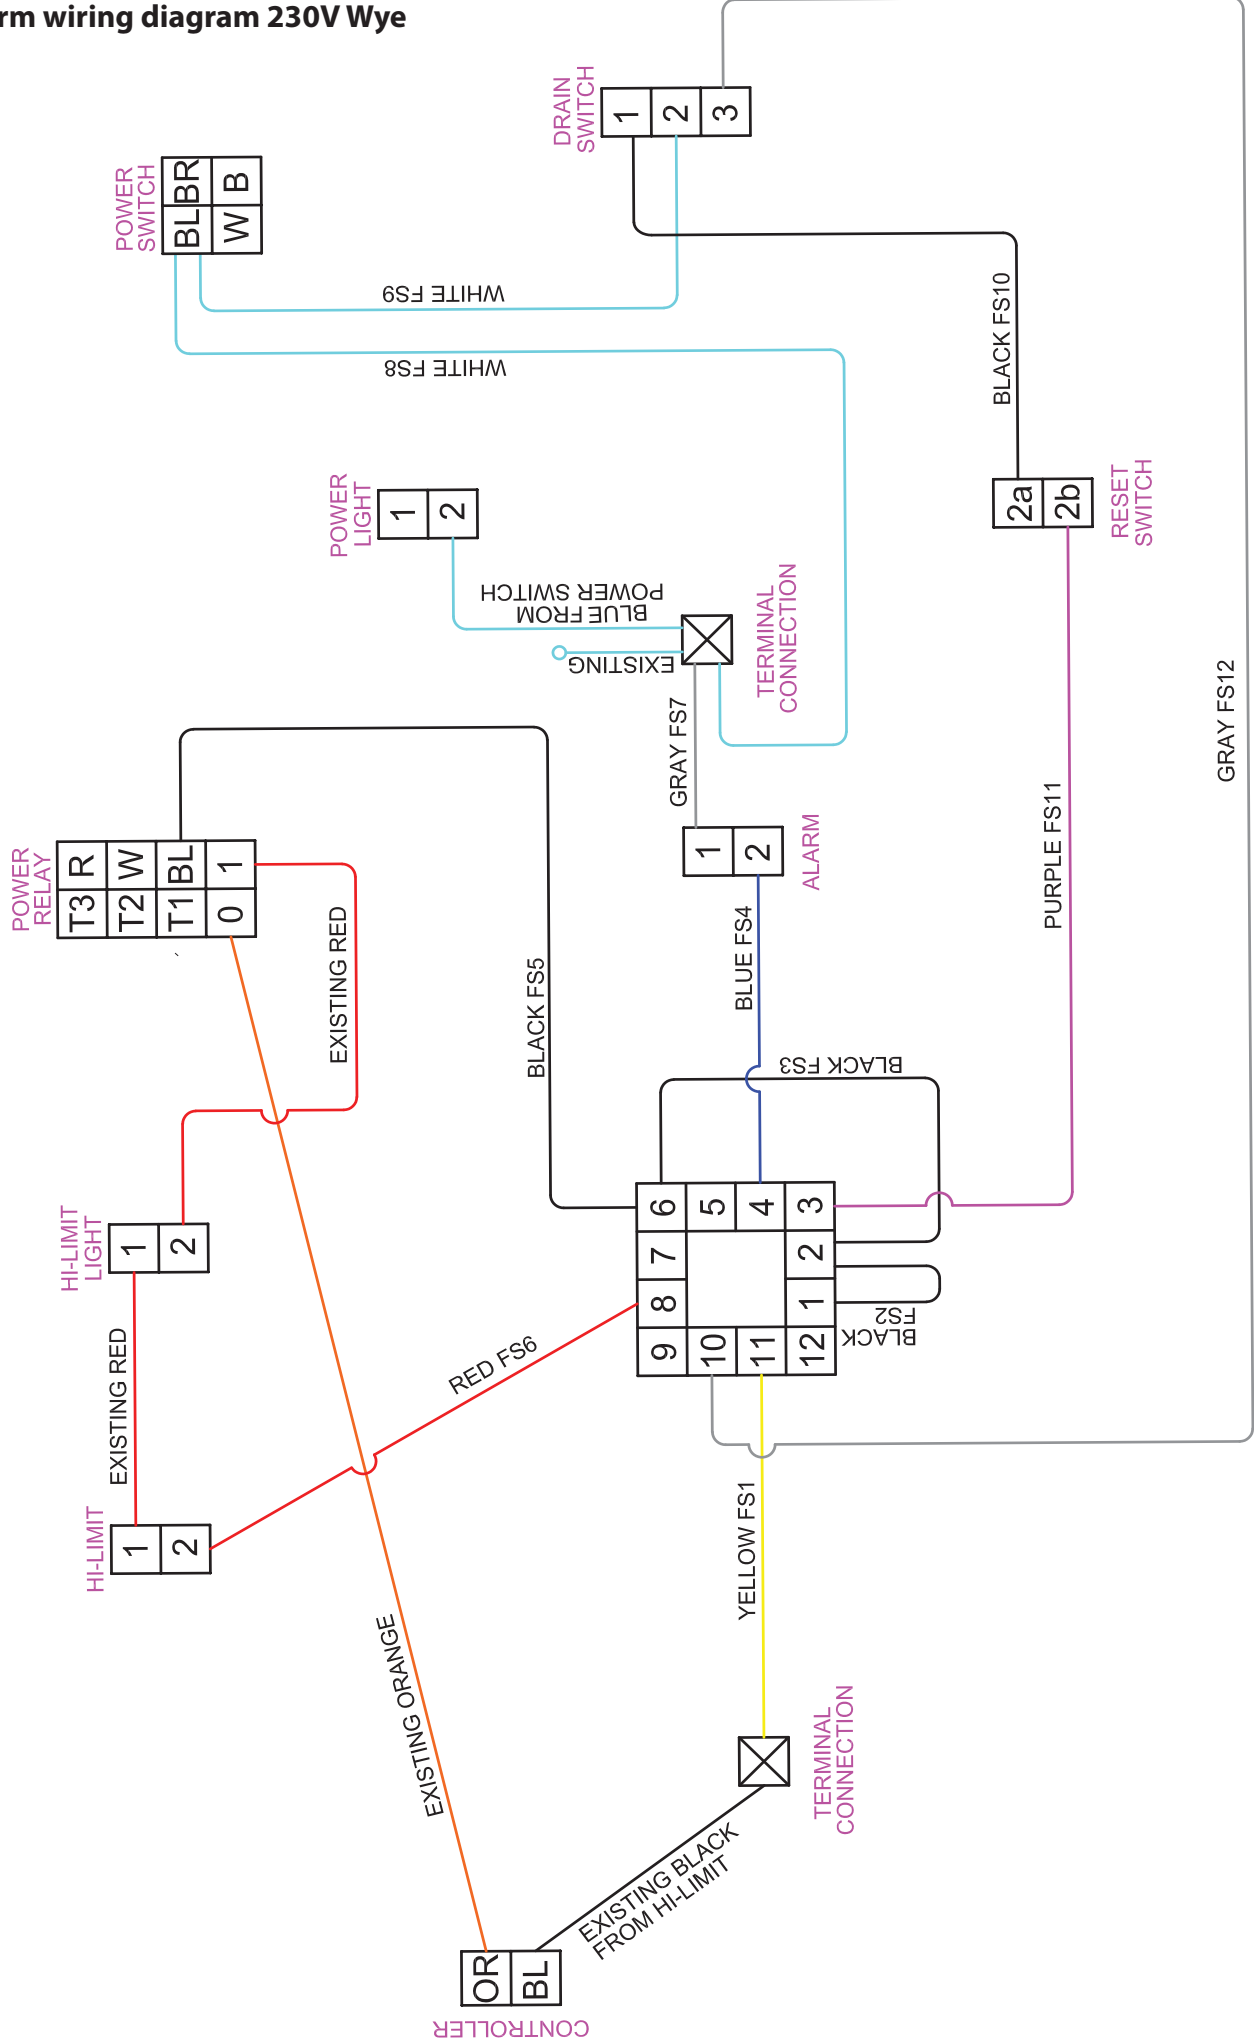 rm wiring diagram 230V Wye
POWER
SWITCH
BL BR
W B
DRAIN
SWITCH
1
2
3
WHITE FS9
WHITE FS8
BLACK FS10
POWER
LIGHT
1
2
BLUE FROM
POWER SWITCH
EXISTING
TERMINAL
CONNECTION
2a
2b
RESET
SWITCH
GRAY FS7
GRAY FS12
POWER
RELAY
T3 R
T2 W
T1 BL
0 1
EXISTING RED
BLACK FS5
1
2
ALARM
BLUE FS4
PURPLE FS11
BLACK FS3
HI-LIMIT
LIGHT
1
2
EXISTING RED
RED FS6
6
5
4
3
7
2
8
1
9
10
11
12
BLACK
FS2
HI-LIMIT
1
2
YELLOW FS1
EXISTING ORANGE
TERMINAL
CONNECTION
EXISTING BLACK
FROM HI-LIMIT
OR
BL
CONTROLLER